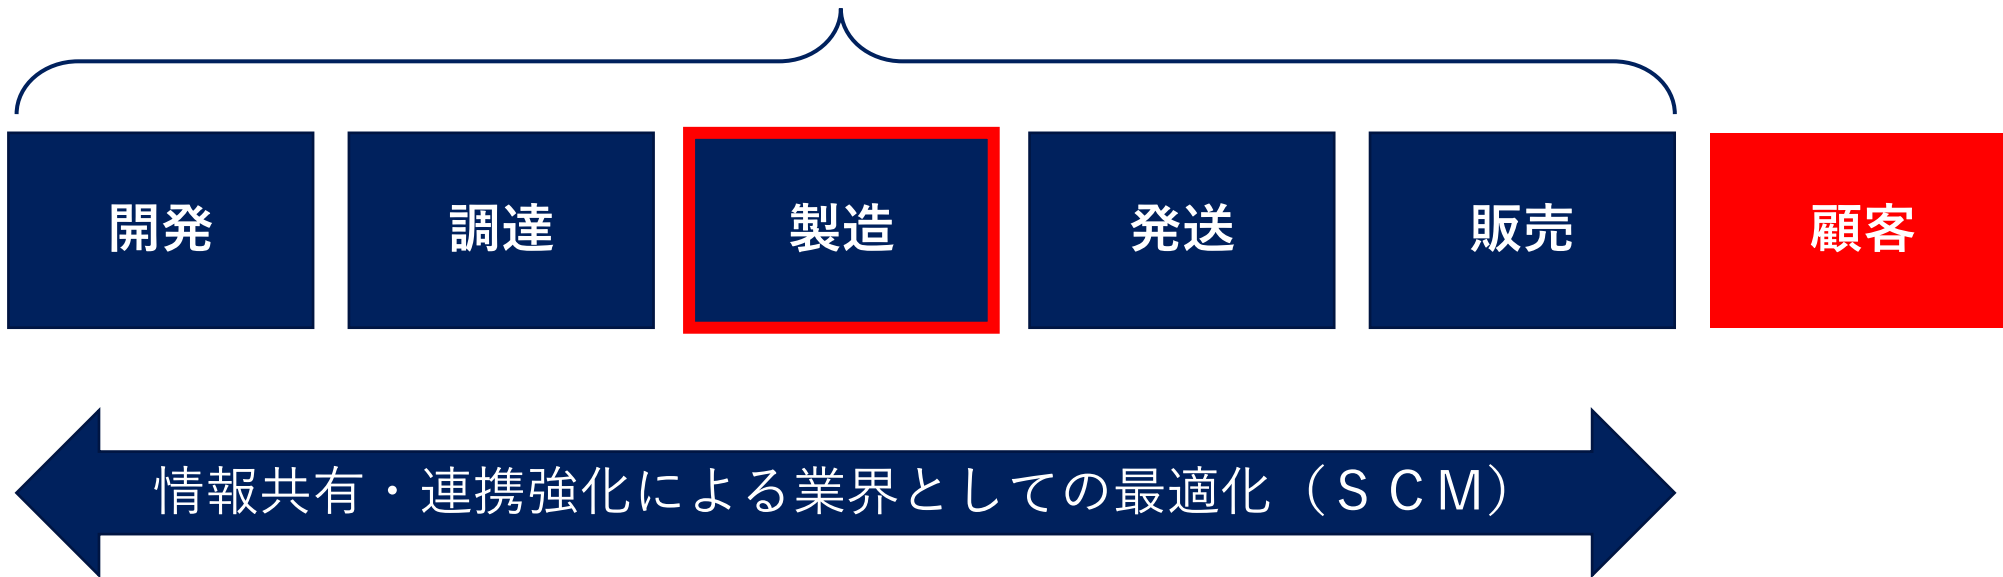 開発
調達
製造
発送
販売
顧客
情報共有・連携強化による業界としての最適化（ＳＣＭ）